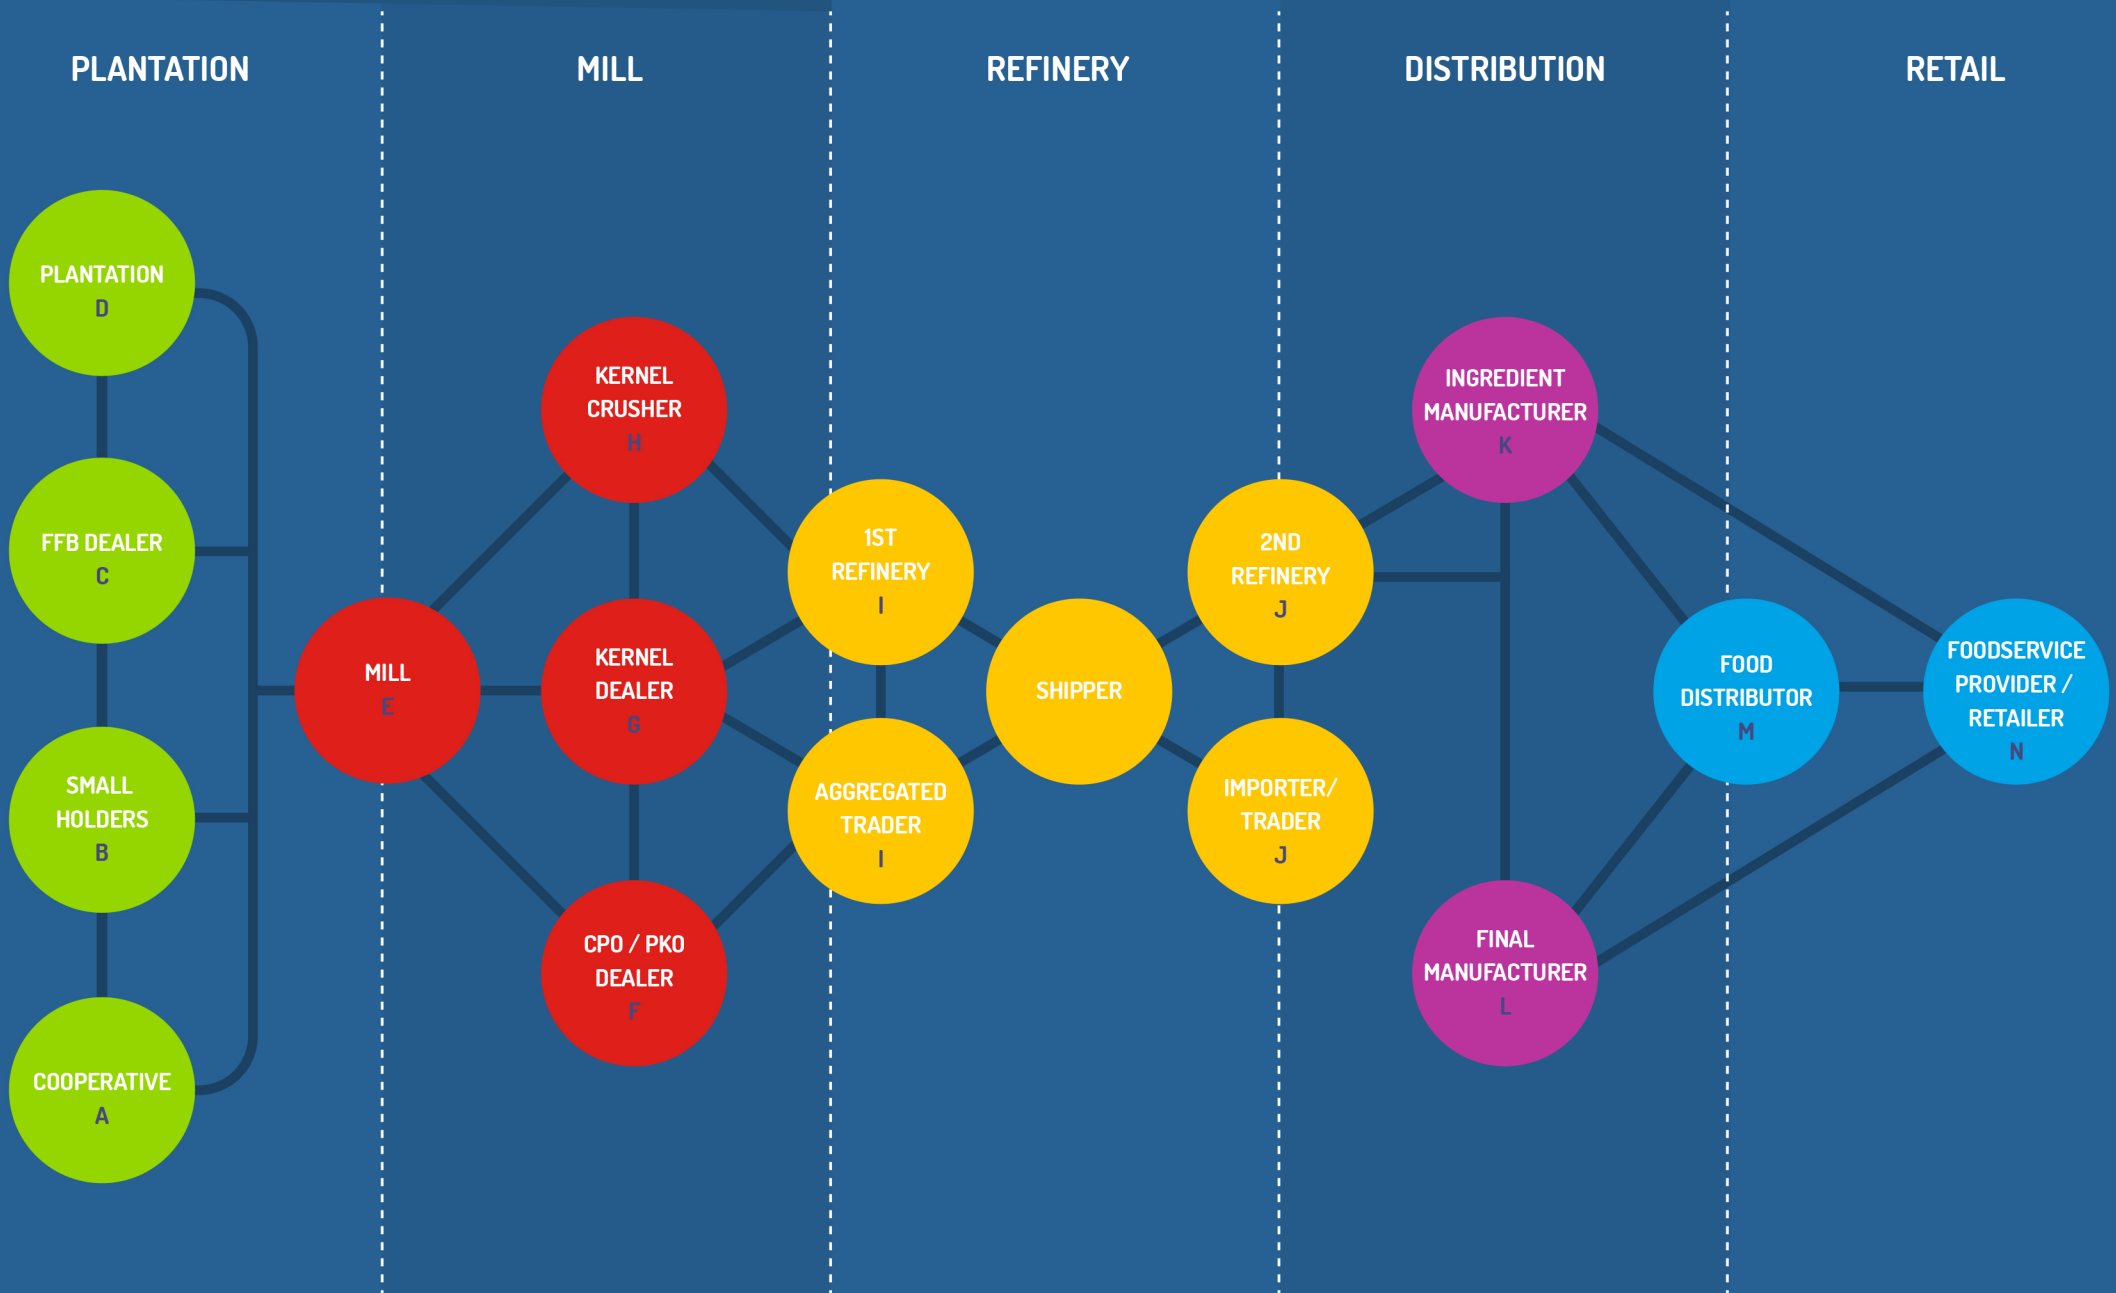 PLANTATION
MILL
REFINERY
DISTRIBUTION
RETAIL
PLANTATION
D
FFB DEALER
C
SMALL
HOLDERS
B
COOPERATIVE
A
MILL
E
KERNEL
CRUSHER
H
KERNEL
DEALER
G
CPO / PKO
DEALER
F
1ST
REFINERY
I
AGGREGATED
TRADER
I
SHIPPER
2ND
REFINERY
J
IMPORTER/
TRADER
J
INGREDIENT
MANUFACTURER
K
FINAL
MANUFACTURER
L
FOOD
DISTRIBUTOR
M
FOODSERVICE
PROVIDER /
RETAILER
N